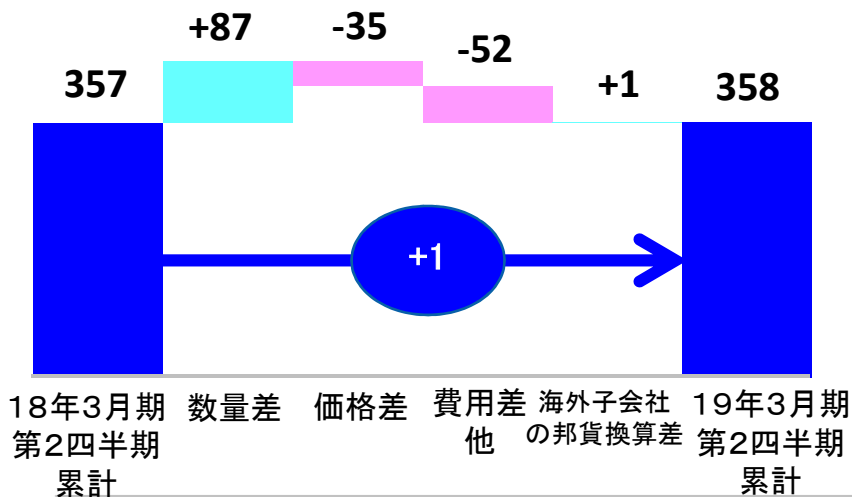 +87
-35
-52
357
+1
358
+1
18年3月期
第2四半期
累計
数量差
価格差
費用差
他
海外子会社
の邦貨換算差
19年3月期
第2四半期
累計